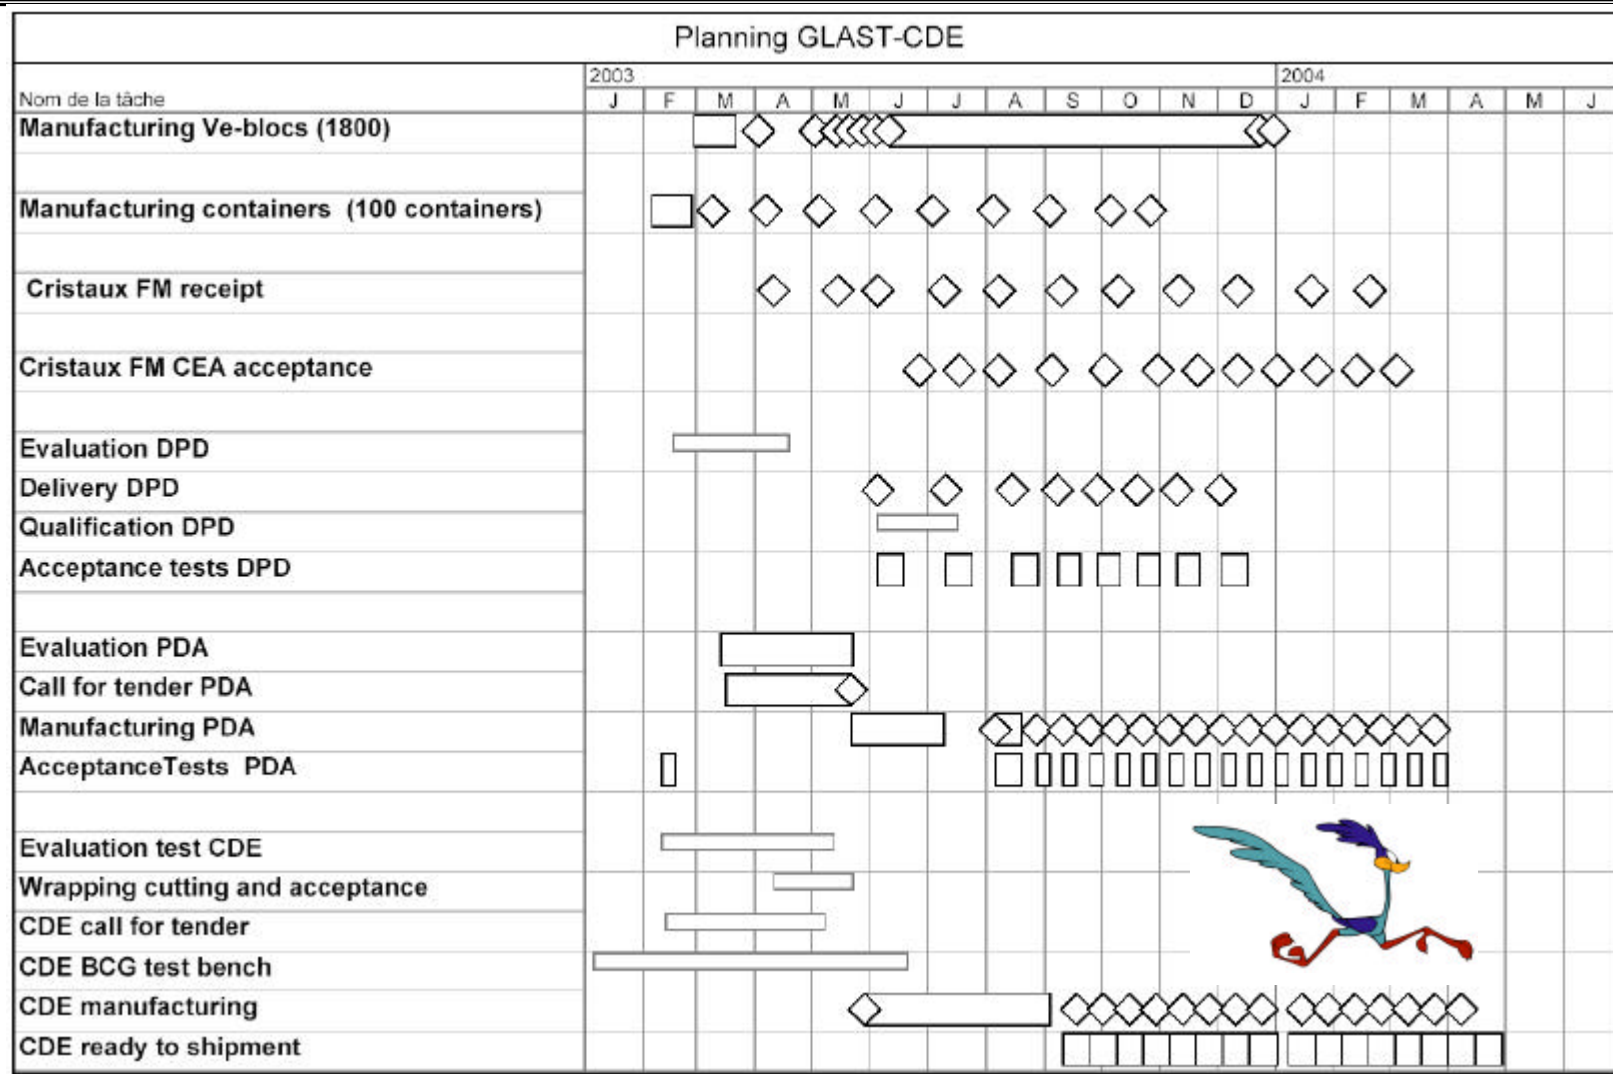 Planning GLAST-CDE
2003 2004
Nom de la tâche J F M A M J J A S O N D J F M A M J
Manufacturing Ve-blocs (1800)
Manufacturing containers (100 containers)
Cristaux FM receipt
Cristaux FM CEA acceptance
Evaluation DPD
Delivery DPD
Qualification DPD
Acceptance tests DPD
Evaluation PDA
Call for tender PDA
Manufacturing PDA
AcceptanceTests PDA
Evaluation test CDE
Wrapping cutting and acceptance
CDE call for tender
CDE BCG test bench
CDE manufacturing
CDE ready to shipment